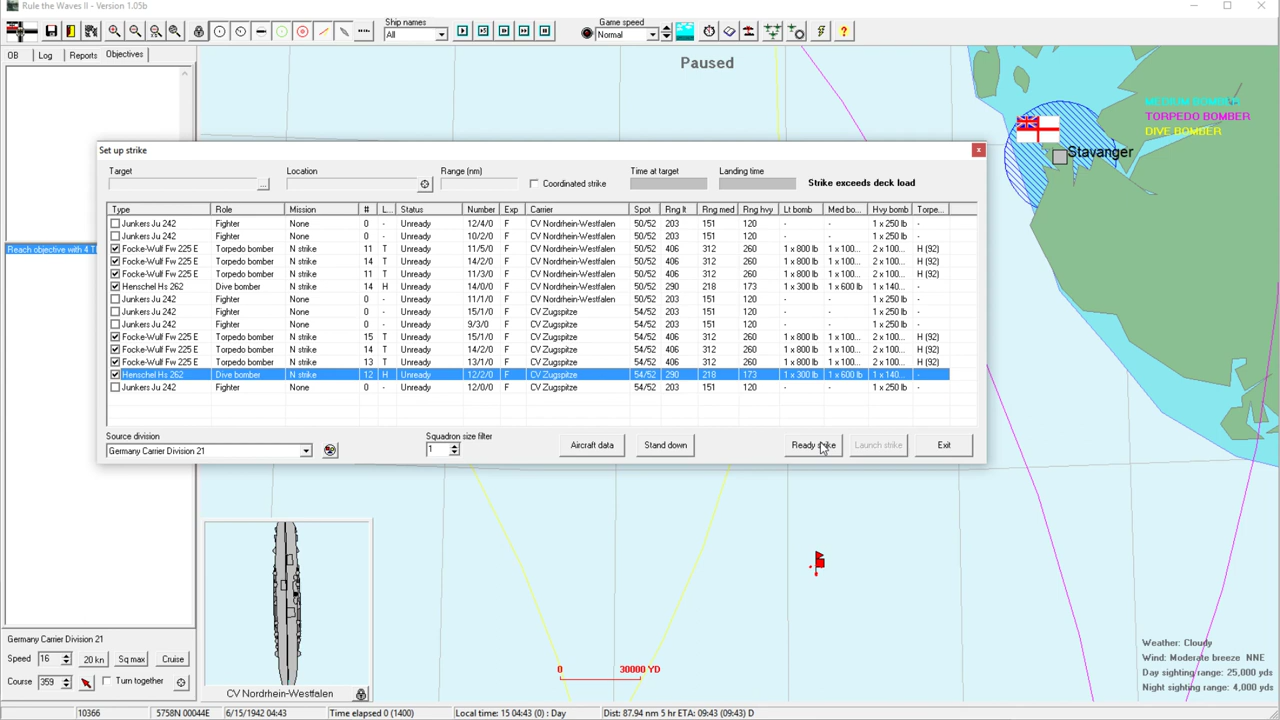 Rule the Waves II - Version 1.05b
Ship names
All
Game speed
Normal
OB Log Reports Objectives
Paused
MEDIUM BOMBER
TORPEDO BOMBER
DIVE BOMBER
Stavanger
Reach objective with 4 T
Set up strike
Target Location Range (nm) Coordinated strike Time at target Landing time Strike exceeds deck load
Type Role Mission # L... Status Number Exp Carrier Spot Rng lt Rng med Rng hvy Lt bomb Med bo... Hvy bomb Torpe...
Junkers Ju 242 Fighter None 0 - Unready 12/4/0 F CV Nordrhein-Westfalen 50/52 203 151 120 - - 1 x 250 lb -
Junkers Ju 242 Fighter None 0 - Unready 10/2/0 F CV Nordrhein-Westfalen 50/52 203 151 120 - - 1 x 250 lb -
Focke-Wulf Fw 225 E Torpedo bomber N strike 11 T Unready 11/5/0 F CV Nordrhein-Westfalen 50/52 406 312 260 1 x 800 lb 1 x 100... 2 x 100... H (92)
Focke-Wulf Fw 225 E Torpedo bomber N strike 14 T Unready 14/2/0 F CV Nordrhein-Westfalen 50/52 406 312 260 1 x 800 lb 1 x 100... 2 x 100... H (92)
Focke-Wulf Fw 225 E Torpedo bomber N strike 11 T Unready 11/3/0 F CV Nordrhein-Westfalen 50/52 406 312 260 1 x 800 lb 1 x 100... 2 x 100... H (92)
Henschel Hs 262 Dive bomber N strike 14 H Unready 14/0/0 F CV Nordrhein-Westfalen 50/52 290 218 173 1 x 300 lb 1 x 600 lb 1 x 140... -
Junkers Ju 242 Fighter None 0 - Unready 11/1/0 F CV Nordrhein-Westfalen 50/52 203 151 120 - - 1 x 250 lb -
Junkers Ju 242 Fighter None 0 - Unready 15/1/0 F CV Zugspitze 54/52 203 151 120 - - 1 x 250 lb -
Junkers Ju 242 Fighter None 0 - Unready 9/3/0 F CV Zugspitze 54/52 203 151 120 - - 1 x 250 lb -
Focke-Wulf Fw 225 E Torpedo bomber N strike 15 T Unready 15/1/0 F CV Zugspitze 54/52 406 312 260 1 x 800 lb 1 x 100... 2 x 100... H (92)
Focke-Wulf Fw 225 E Torpedo bomber N strike 14 T Unready 14/2/0 F CV Zugspitze 54/52 406 312 260 1 x 800 lb 1 x 100... 2 x 100... H (92)
Focke-Wulf Fw 225 E Torpedo bomber N strike 13 T Unready 13/1/0 F CV Zugspitze 54/52 406 312 260 1 x 800 lb 1 x 100... 2 x 100... H (92)
Henschel Hs 262 Dive bomber N strike 12 H Unready 12/2/0 F CV Zugspitze 54/52 290 218 173 1 x 300 lb 1 x 600 lb 1 x 140... -
Junkers Ju 242 Fighter None 0 - Unready 12/0/0 F CV Zugspitze 54/52 203 151 120 - - 1 x 250 lb -
Source division
Germany Carrier Division 21
Squadron size filter
1
Aircraft data Stand down Ready strike Launch strike Exit
Germany Carrier Division 21
Speed 16 20 kn Sq max Cruise
Course 359 Turn together
CV Nordrhein-Westfalen
0 30000 YD
Weather: Cloudy
Wind: Moderate breeze NNE
Day sighting range: 25,000 yds
Night sighting range: 4,000 yds
10366 5758N 00044E 6/15/1942 04:43 Time elapsed 0 (1400) Local time: 15 04:43 (0) : Day Dist: 87.94 nm 5 hr ETA: 09:43 (09:43) D